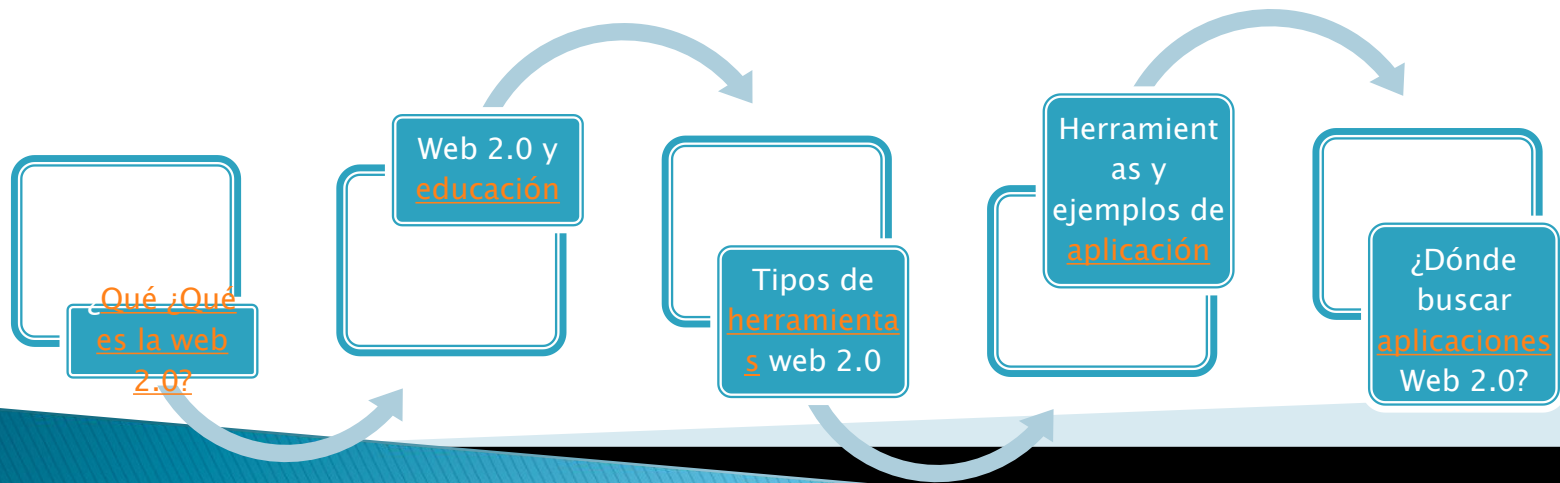 ¿Qué ¿Qué
es la web
2.0?
Web 2.0 y
educación
Tipos de
herramienta
s web 2.0
Herramient
as y
ejemplos de
aplicación
¿Dónde
buscar
aplicaciones
Web 2.0?